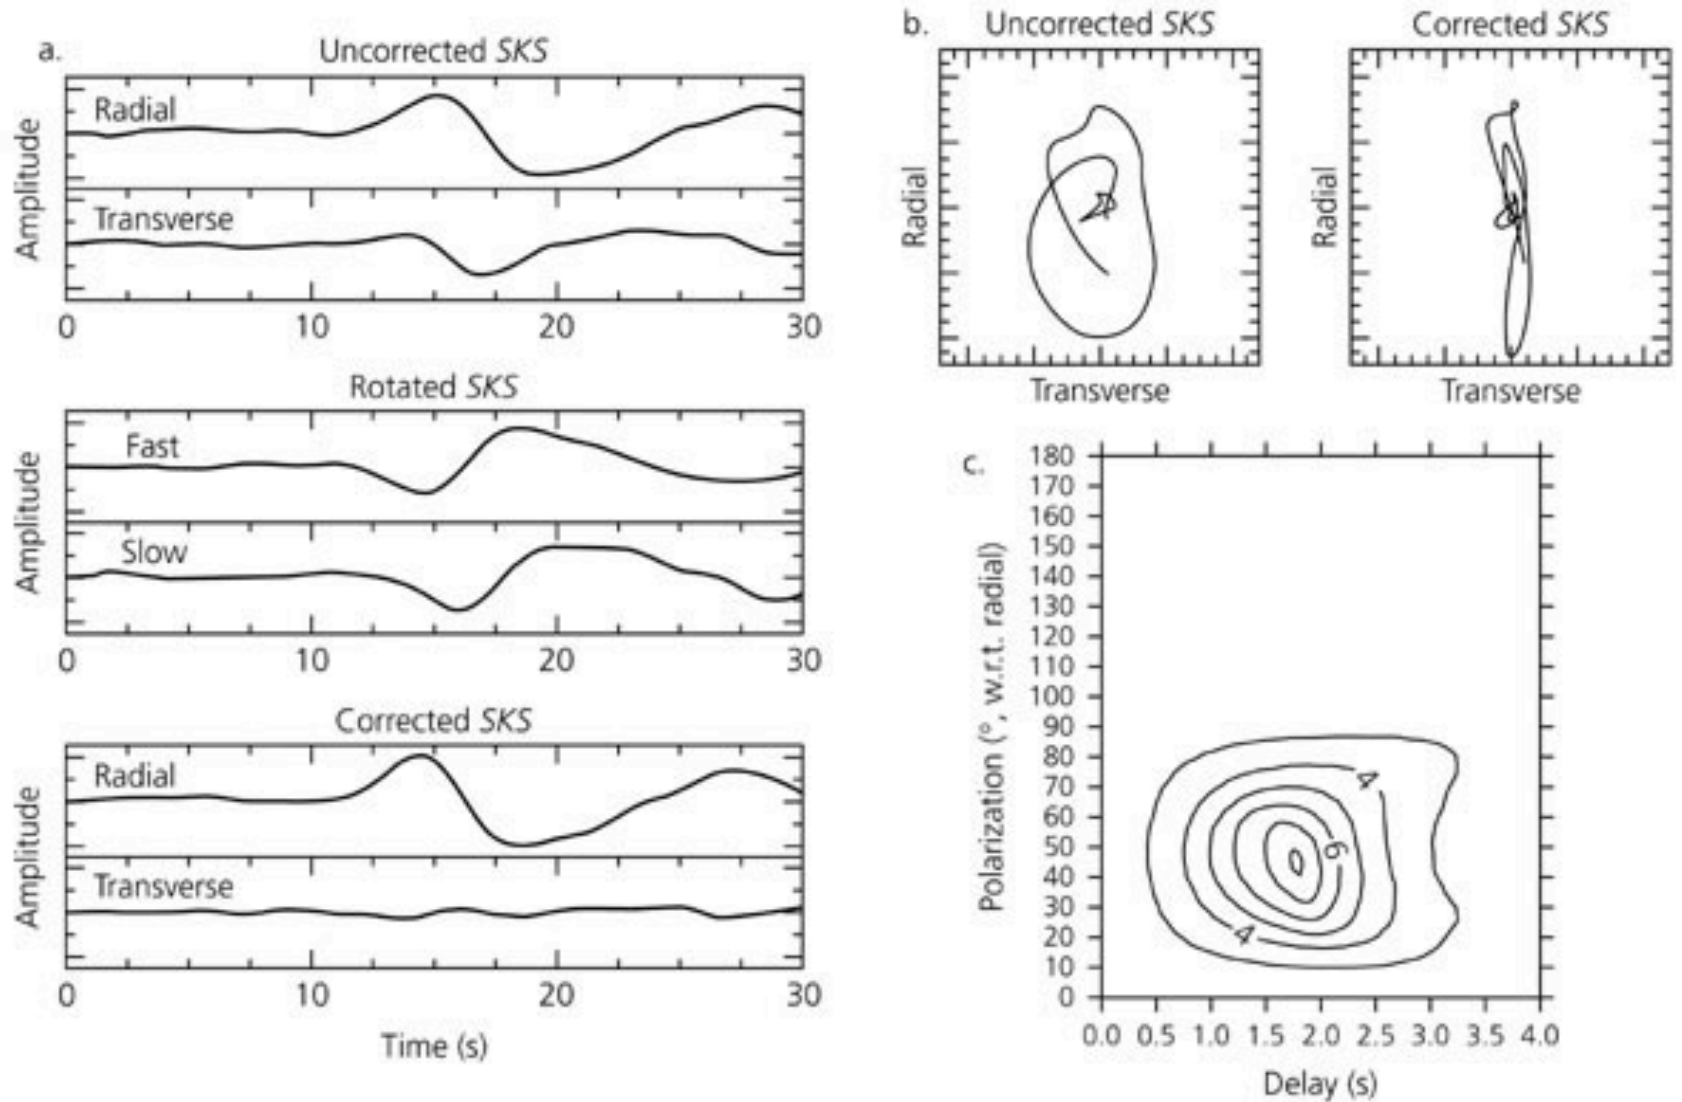 a.
Uncorrected SKS
Radial
Amplitude
Transverse
Amplitude
0 10 20 30
Rotated SKS
Fast
Amplitude
Slow
Amplitude
0 10 20 30
Corrected SKS
Radial
Amplitude
Transverse
Amplitude
0 10 20 30
Time (s)
b.
Uncorrected SKS
Radial
Transverse
Corrected SKS
Radial
Transverse
c.
Polarization (°, w.r.t. radial)
180
170
160
150
140
130
120
110
100
90
80
70
60
50
40
30
20
10
0
4
6
4
0.0 0.5 1.0 1.5 2.0 2.5 3.0 3.5 4.0
Delay (s)